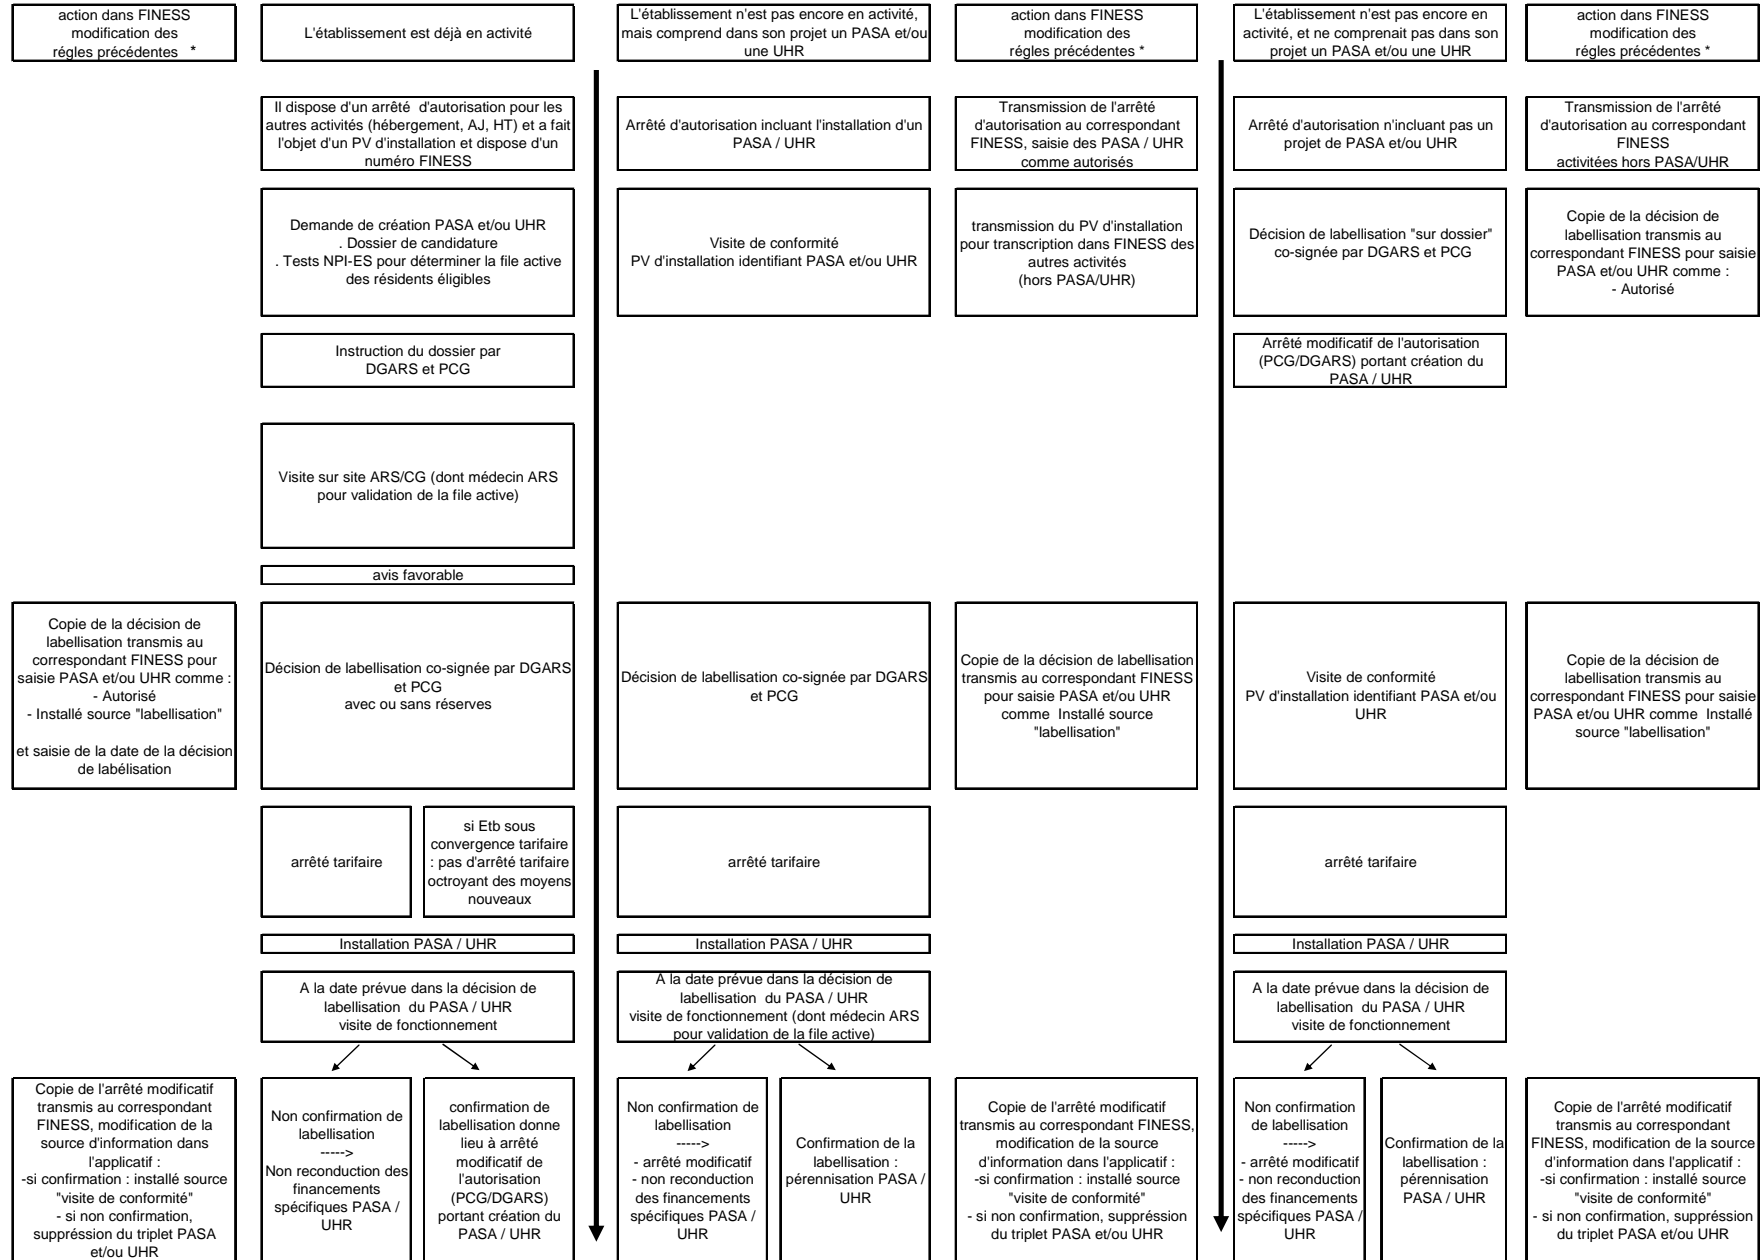 action dans FINESS
modification des
régles précédentes *
L'établissement est déjà en activité
L'établissement n'est pas encore en activité,
mais comprend dans son projet un PASA et/ou
une UHR
action dans FINESS
modification des
régles précédentes *
L'établissement n'est pas encore en
activité, et ne comprenait pas dans son
projet un PASA et/ou une UHR
action dans FINESS
modification des
régles précédentes *
Il dispose d'un arrêté d'autorisation pour les
autres activités (hébergement, AJ, HT) et a fait
l'objet d'un PV d'installation et dispose d'un
numéro FINESS
Arrêté d'autorisation incluant l'installation d'un
PASA / UHR
Transmission de l'arrêté
d'autorisation au correspondant
FINESS, saisie des PASA / UHR
comme autorisés
Arrêté d'autorisation n'incluant pas un
projet de PASA et/ou UHR
Transmission de l'arrêté
d'autorisation au correspondant
FINESS
activitées hors PASA/UHR
Demande de création PASA et/ou UHR
. Dossier de candidature
. Tests NPI-ES pour déterminer la file active
des résidents éligibles
Visite de conformité
PV d'installation identifiant PASA et/ou UHR
transmission du PV d'installation
pour transcription dans FINESS des
autres activités
(hors PASA/UHR)
Décision de labellisation "sur dossier"
co-signée par DGARS et PCG
Copie de la décision de
labellisation transmis au
correspondant FINESS pour saisie
PASA et/ou UHR comme :
- Autorisé
Instruction du dossier par
DGARS et PCG
Arrêté modificatif de l'autorisation
(PCG/DGARS) portant création du
PASA / UHR
Visite sur site ARS/CG (dont médecin ARS
pour validation de la file active)
avis favorable
Copie de la décision de
labellisation transmis au
correspondant FINESS pour
saisie PASA et/ou UHR comme :
- Autorisé
- Installé source "labellisation"
et saisie de la date de la décision
de labélisation
Décision de labellisation co-signée par DGARS
et PCG
avec ou sans réserves
Décision de labellisation co-signée par DGARS
et PCG
Copie de la décision de labellisation
transmis au correspondant FINESS
pour saisie PASA et/ou UHR
comme Installé source
"labellisation"
Visite de conformité
PV d'installation identifiant PASA et/ou
UHR
Copie de la décision de
labellisation transmis au
correspondant FINESS pour saisie
PASA et/ou UHR comme Installé
source "labellisation"
arrêté tarifaire
si Etb sous
convergence tarifaire
: pas d'arrêté tarifaire
octroyant des moyens
nouveaux
arrêté tarifaire
arrêté tarifaire
Installation PASA / UHR
Installation PASA / UHR
Installation PASA / UHR
A la date prévue dans la décision de
labellisation du PASA / UHR
visite de fonctionnement
A la date prévue dans la décision de
labellisation du PASA / UHR
visite de fonctionnement (dont médecin ARS
pour validation de la file active)
A la date prévue dans la décision de
labellisation du PASA / UHR
visite de fonctionnement
Copie de l'arrêté modificatif
transmis au correspondant
FINESS, modification de la
source d'information dans
l'applicatif :
-si confirmation : installé source
"visite de conformité"
- si non confirmation,
suppréssion du triplet PASA
et/ou UHR
Non confirmation de
labellisation
----->
Non reconduction des
financements
spécifiques PASA /
UHR
confirmation de
labellisation donne
lieu à arrêté
modificatif de
l'autorisation
(PCG/DGARS)
portant création du
PASA / UHR
Non confirmation de
labellisation
----->
- arrêté modificatif
- non reconduction
des financements
spécifiques PASA /
UHR
Confirmation de la
labellisation :
pérennisation PASA /
UHR
Copie de l'arrêté modificatif
transmis au correspondant FINESS,
modification de la source
d'information dans l'applicatif :
-si confirmation : installé source
"visite de conformité"
- si non confirmation, suppréssion
du triplet PASA et/ou UHR
Non confirmation
de labellisation
----->
- arrêté modificatif
- non reconduction
des financements
spécifiques PASA /
UHR
Confirmation de la
labellisation :
pérennisation
PASA / UHR
Copie de l'arrêté modificatif
transmis au correspondant
FINESS, modification de la source
d'information dans l'applicatif :
-si confirmation : installé source
"visite de conformité"
- si non confirmation, suppréssion
du triplet PASA et/ou UHR